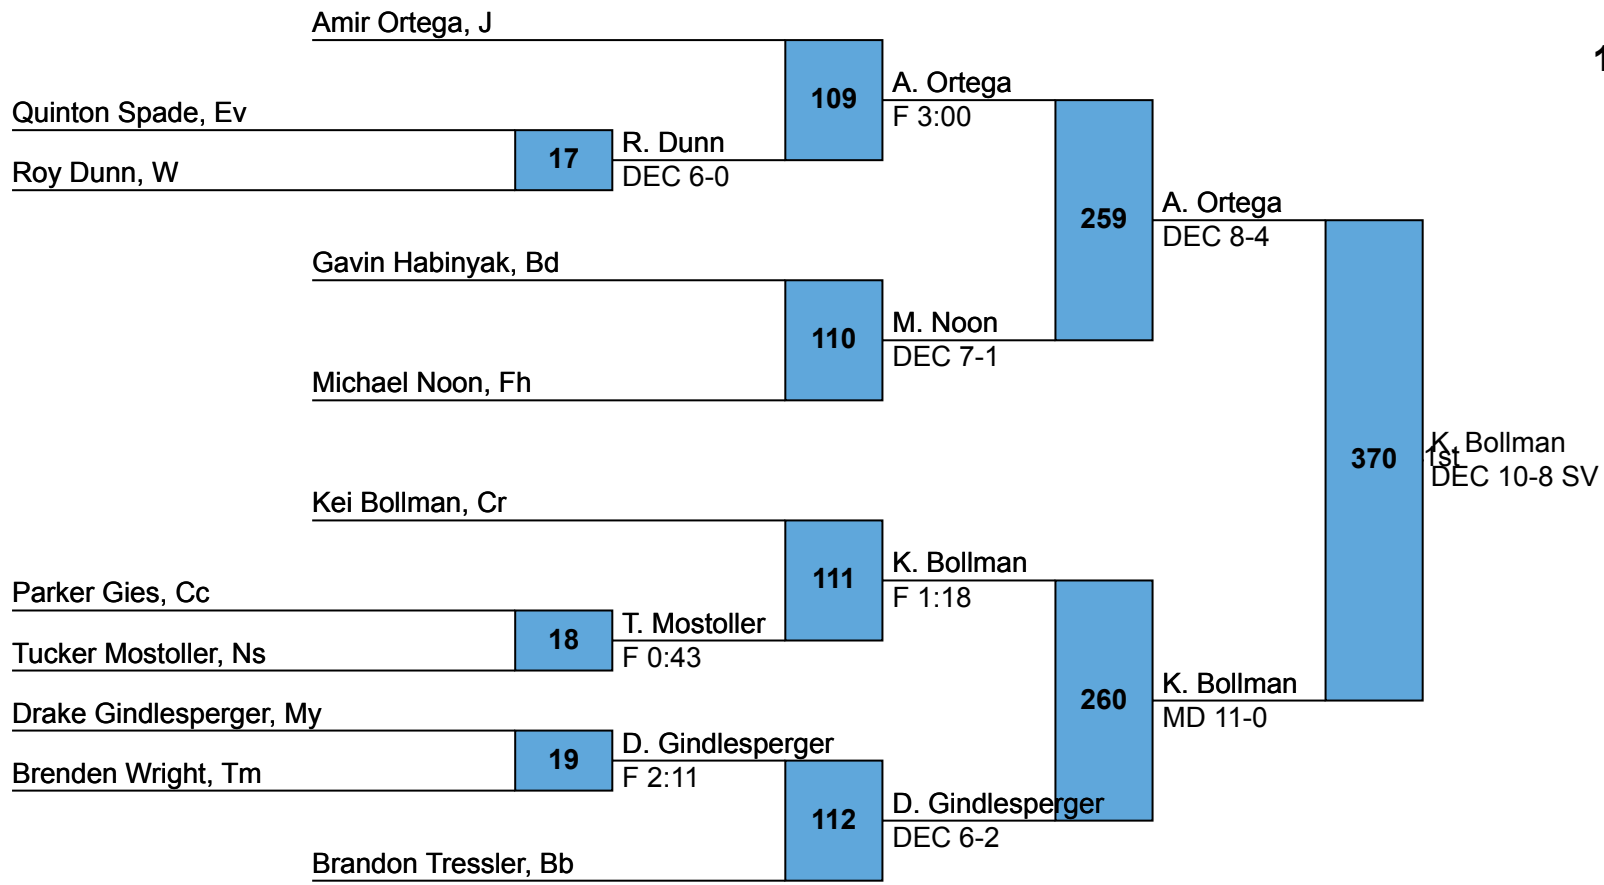 Amir Ortega, J
1
109
A. Ortega
F 3:00
Quinton Spade, Ev
17
R. Dunn
DEC 6-0
Roy Dunn, W
259
A. Ortega
DEC 8-4
Gavin Habinyak, Bd
110
M. Noon
DEC 7-1
Michael Noon, Fh
370
1st
K. Bollman
DEC 10-8 SV
Kei Bollman, Cr
111
K. Bollman
F 1:18
Parker Gies, Cc
18
T. Mostoller
F 0:43
Tucker Mostoller, Ns
260
K. Bollman
MD 11-0
Drake Gindlesperger, My
19
D. Gindlesperger
F 2:11
Brenden Wright, Tm
112
D. Gindlesperger
DEC 6-2
Brandon Tressler, Bb